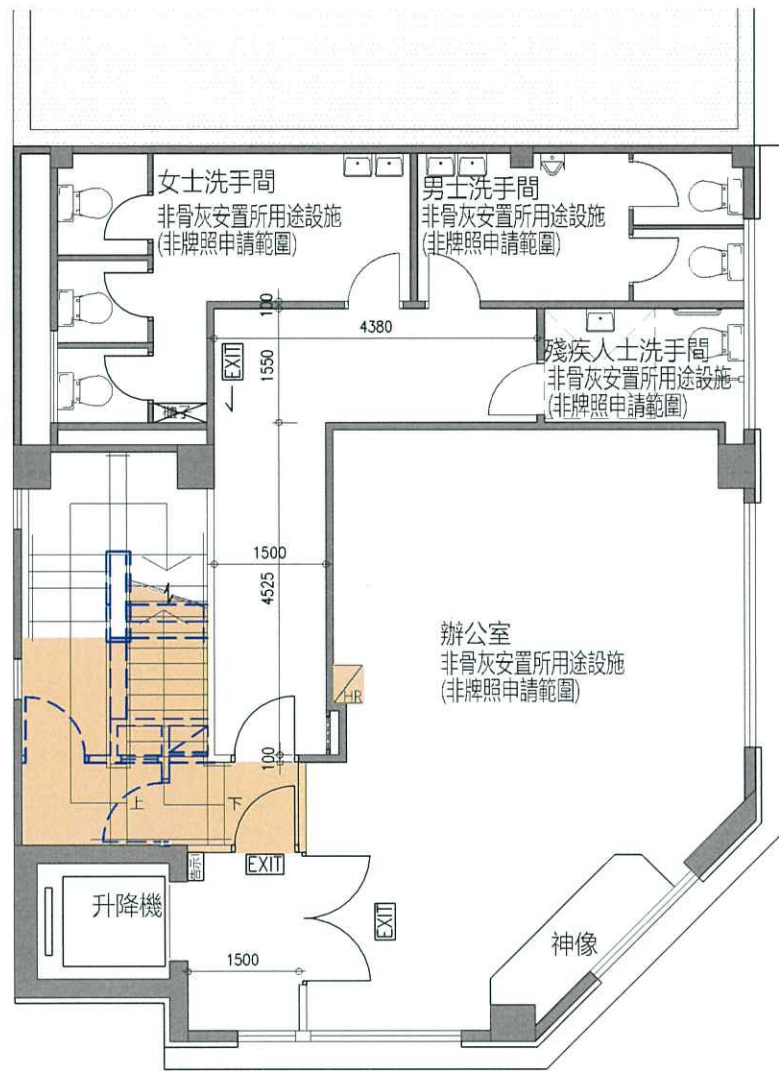 女士洗手間
非骨灰安置所用途設施
(非牌照申請範圍)
男士洗手間
非骨灰安置所用途設施
(非牌照申請範圍)
100
4380
1550
EXIT
殘疾人士洗手間
非骨灰安置所用途設施
(非牌照申請範圍)
梯子
1500
4525
辦公室
非骨灰安置所用途設施
(非牌照申請範圍)
HR
100
上
下
告示
EXIT
升降機
EXIT
神像
1500